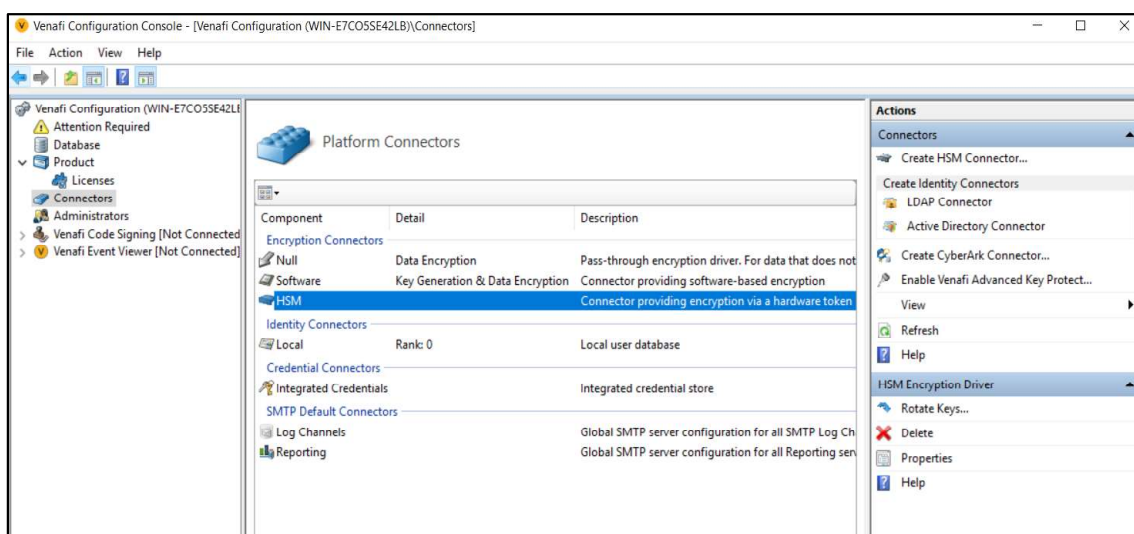 Venafi Configuration Console - [Venafi Configuration (WIN-E7CO5SE42LB)\Connectors]
File Action View Help
Venafi Configuration (WIN-E7CO5SE42LB
Attention Required
Database
Product
Licenses
Connectors
Administrators
Venafi Code Signing [Not Connected
Venafi Event Viewer [Not Connected]
Platform Connectors
Component Detail Description
Encryption Connectors
Null Data Encryption Pass-through encryption driver. For data that does not
Software Key Generation & Data Encryption Connector providing software-based encryption
HSM Connector providing encryption via a hardware token
Identity Connectors
Local Rank: 0 Local user database
Credential Connectors
Integrated Credentials Integrated credential store
SMTP Default Connectors
Log Channels Global SMTP server configuration for all SMTP Log Ch
Reporting Global SMTP server configuration for all Reporting serv
Actions
Connectors
Create HSM Connector...
Create Identity Connectors
LDAP Connector
Active Directory Connector
Create CyberArk Connector...
Enable Venafi Advanced Key Protect...
View
Refresh
Help
HSM Encryption Driver
Rotate Keys...
Delete
Properties
Help